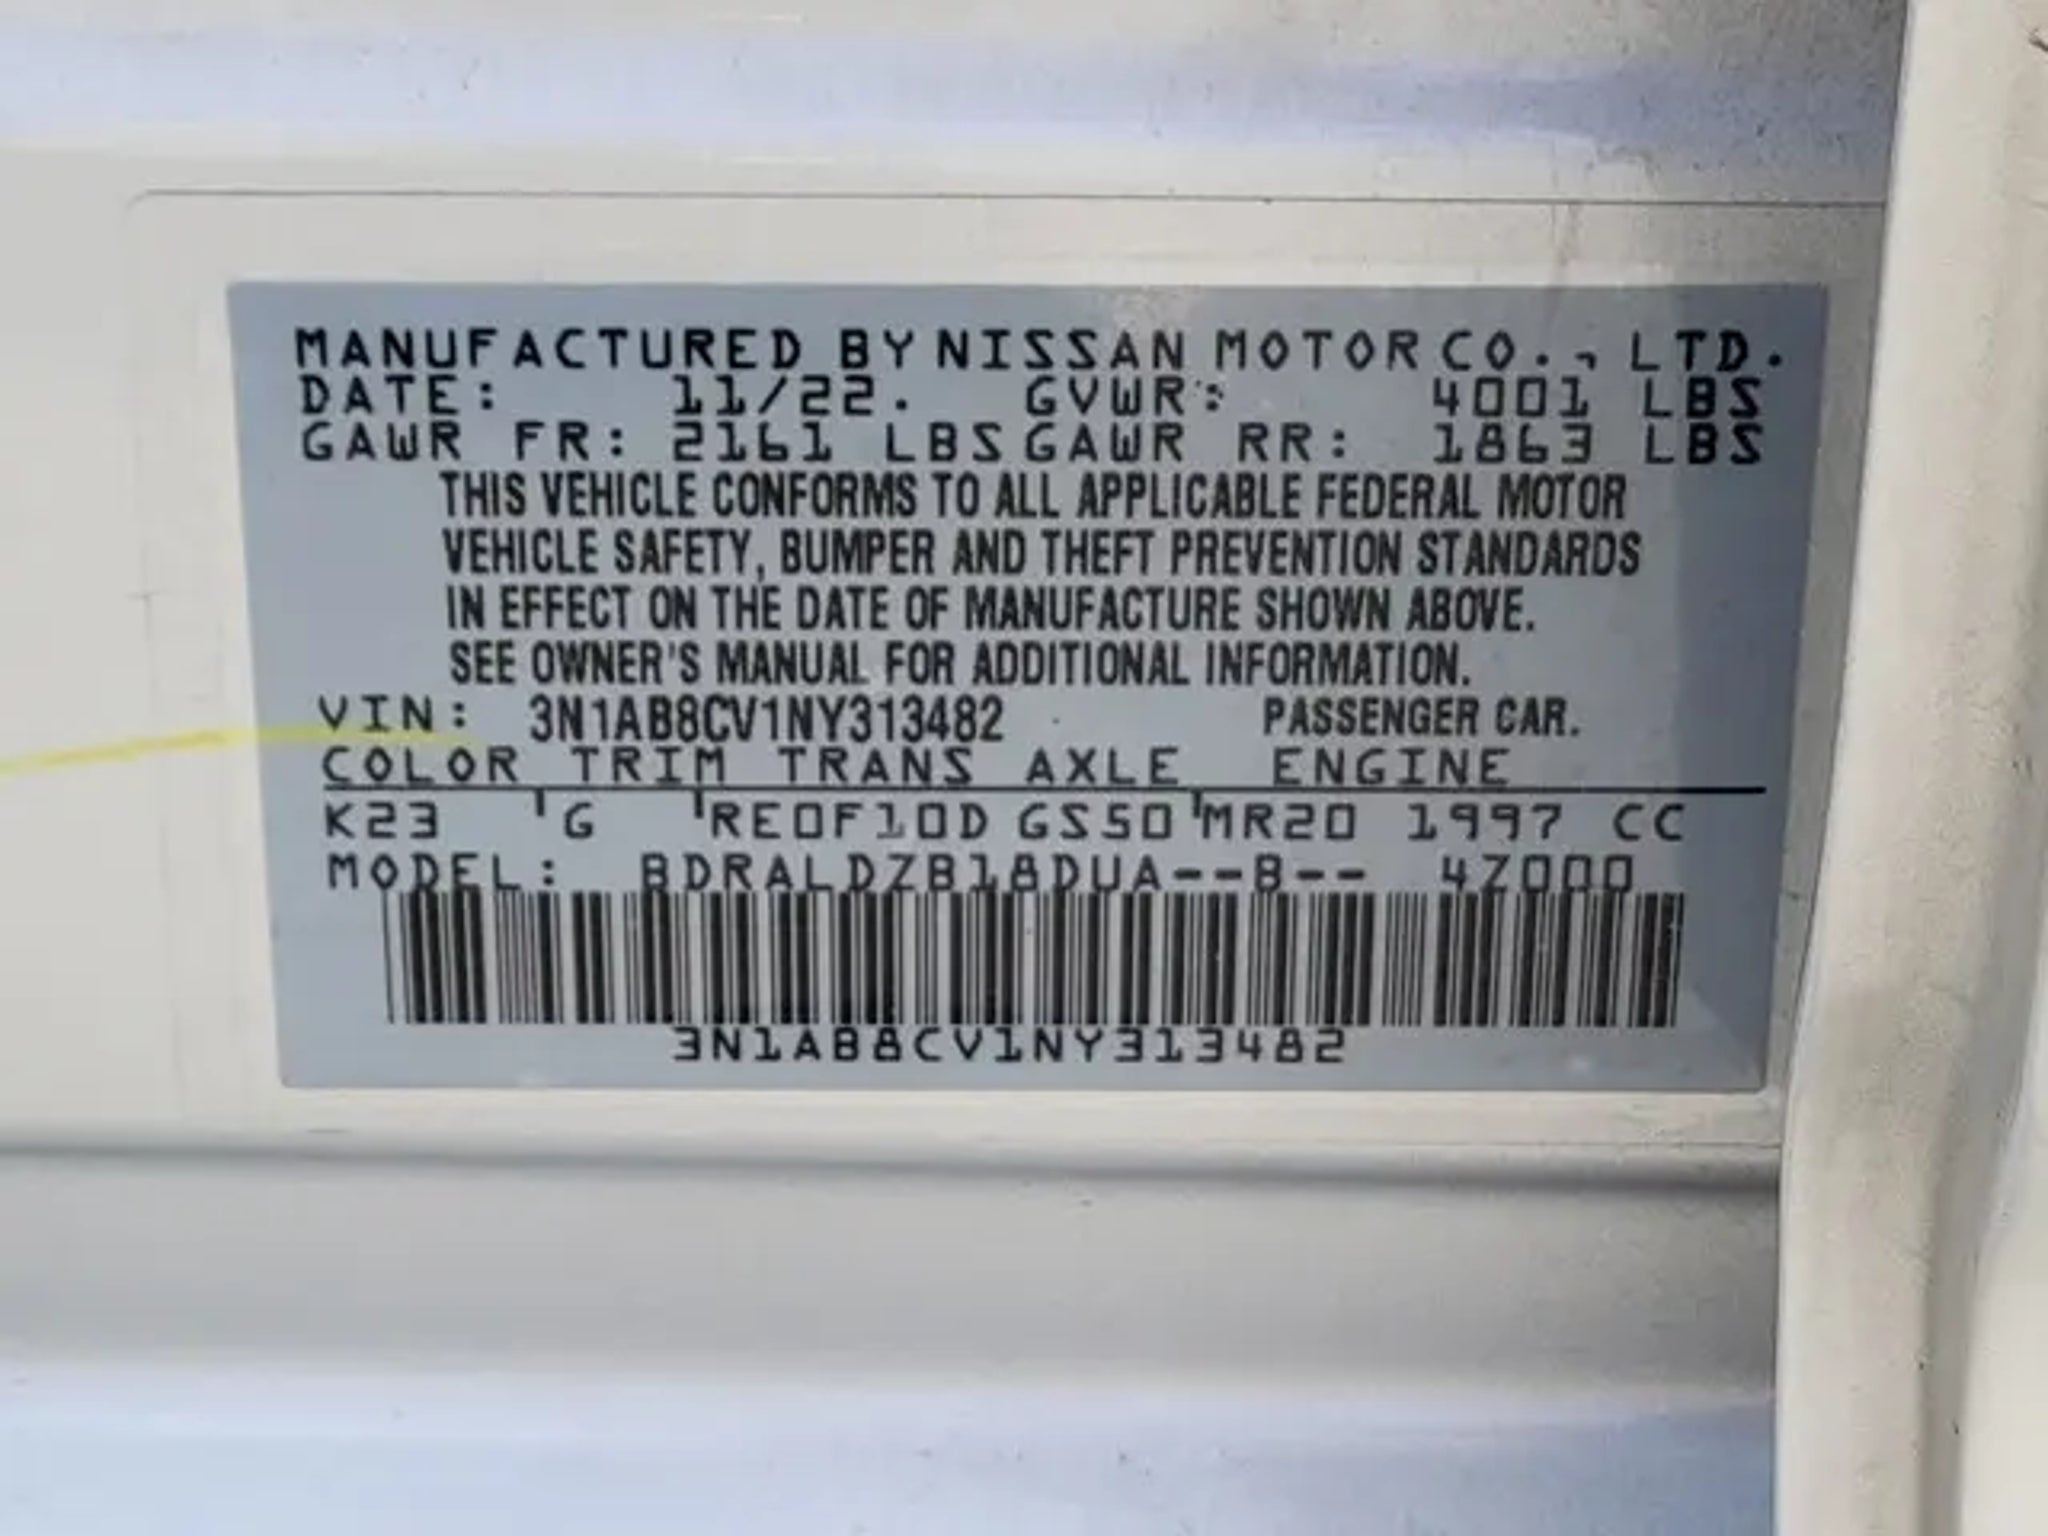 MANUFACTURED BY NISSAN MOTOR CO., LTD.
DATE: 11/22. GVWR: 4001 LBS
GAWR FR: 2161 LBS GAWR RR: 1863 LBS
THIS VEHICLE CONFORMS TO ALL APPLICABLE FEDERAL MOTOR
VEHICLE SAFETY, BUMPER AND THEFT PREVENTION STANDARDS
IN EFFECT ON THE DATE OF MANUFACTURE SHOWN ABOVE.
SEE OWNER'S MANUAL FOR ADDITIONAL INFORMATION.
VIN: 3N1AB8CV1NY313482 PASSENGER CAR.
COLOR TRIM TRANS AXLE ENGINE
K23 G RE0F10D GS50 MR20 1997 CC
MODEL: BDRALDZB18DUA--B-- 4Z000
3N1AB8CV1NY313482